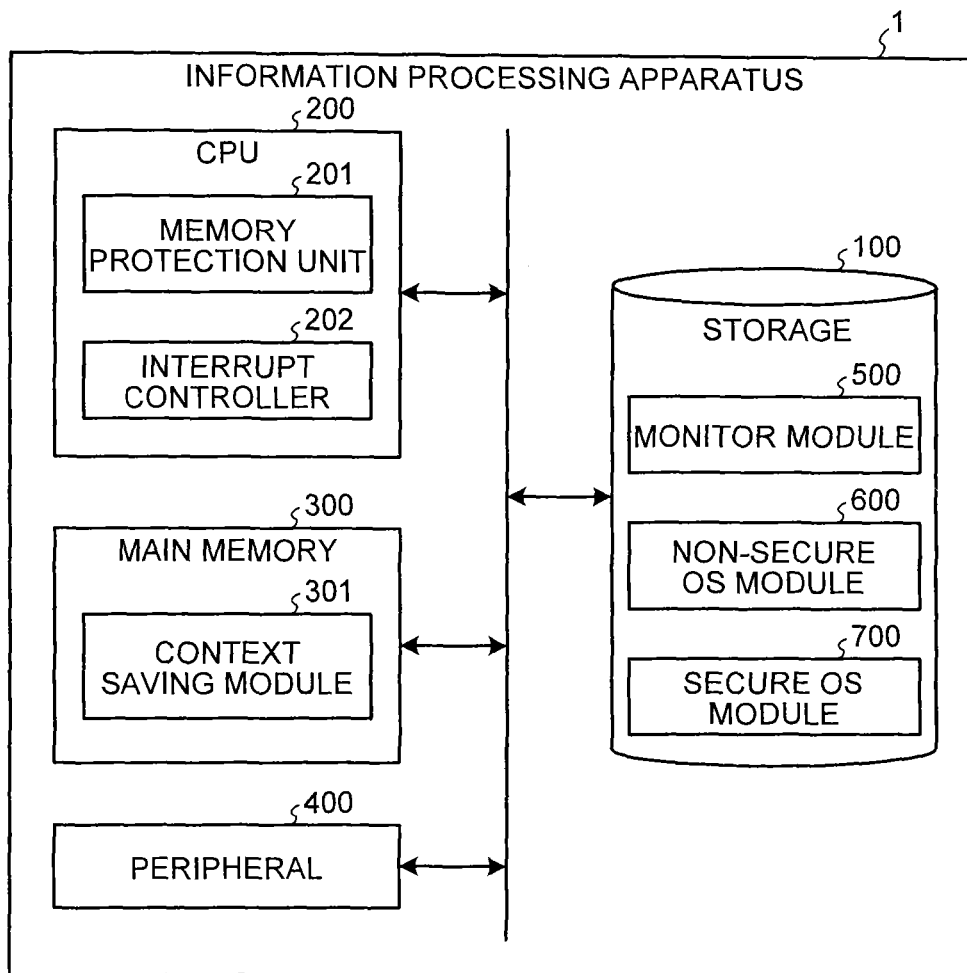 1
INFORMATION PROCESSING APPARATUS
200
CPU
201
MEMORY
PROTECTION UNIT
202
INTERRUPT
CONTROLLER
300
MAIN MEMORY
301
CONTEXT
SAVING MODULE
400
PERIPHERAL
100
STORAGE
500
MONITOR MODULE
600
NON-SECURE
OS MODULE
700
SECURE OS
MODULE